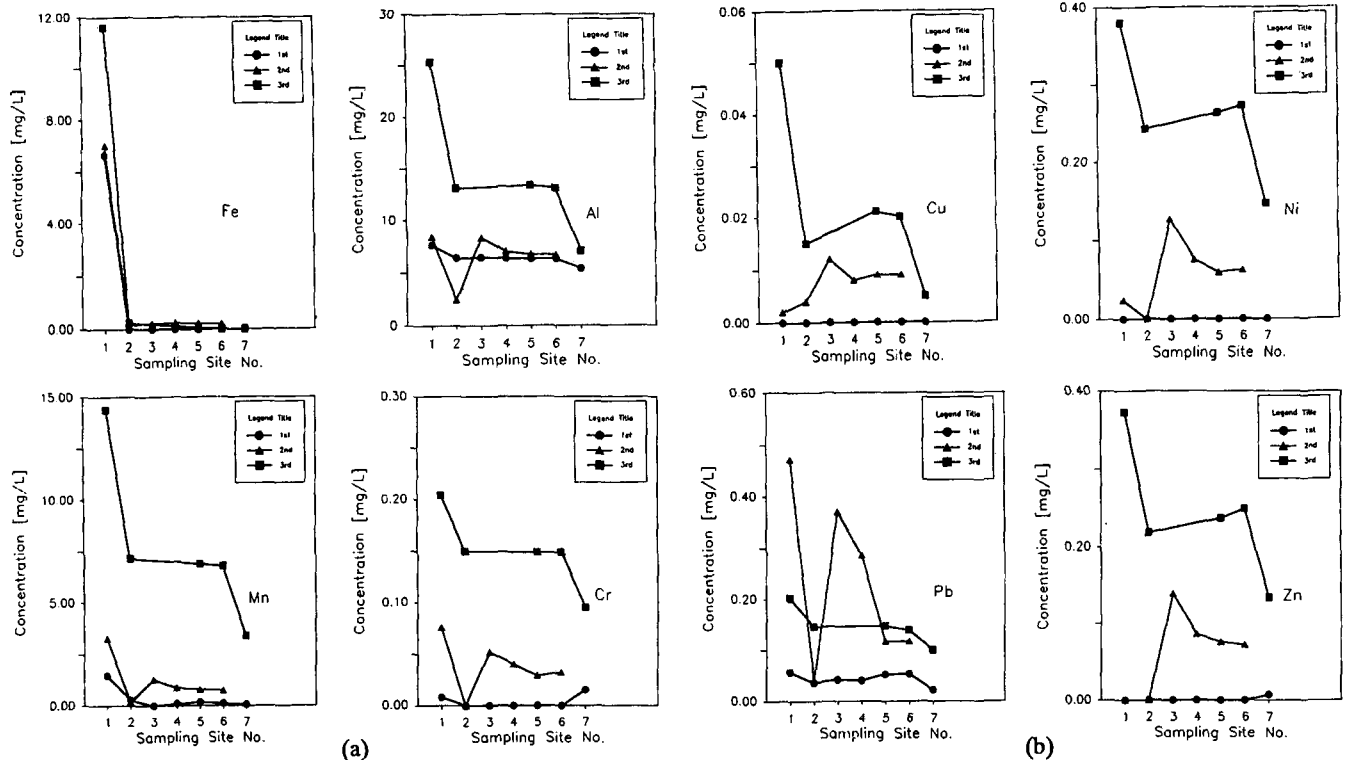 12.00
8.00
4.00
0.00
Concentration [mg/L]
Legend Title
1st
2nd
3rd
Fe
1 2 3 4 5 6 7
Sampling Site No.
30
20
10
0
Concentration [mg/L]
Legend Title
1st
2nd
3rd
Al
1 2 3 4 5 6 7
Sampling Site No.
0.06
0.04
0.02
0.00
Concentration [mg/L]
Legend Title
1st
2nd
3rd
Cu
1 2 3 4 5 6 7
Sampling Site No.
0.40
0.20
0.00
Concentration [mg/L]
Legend Title
1st
2nd
3rd
Ni
1 2 3 4 5 6 7
Sampling Site No.
15.00
10.00
5.00
0.00
Concentration [mg/L]
Legend Title
1st
2nd
3rd
Mn
1 2 3 4 5 6 7
Sampling Site No.
0.30
0.20
0.10
0.00
Concentration [mg/L]
Legend Title
1st
2nd
3rd
Cr
1 2 3 4 5 6 7
Sampling Site No.
0.60
0.40
0.20
0.00
Concentration [mg/L]
Legend Title
1st
2nd
3rd
Pb
1 2 3 4 5 6 7
Sampling Site No.
0.40
0.20
0.00
Concentration [mg/L]
Legend Title
1st
2nd
3rd
Zn
1 2 3 4 5 6 7
Sampling Site No.
(a)
(b)